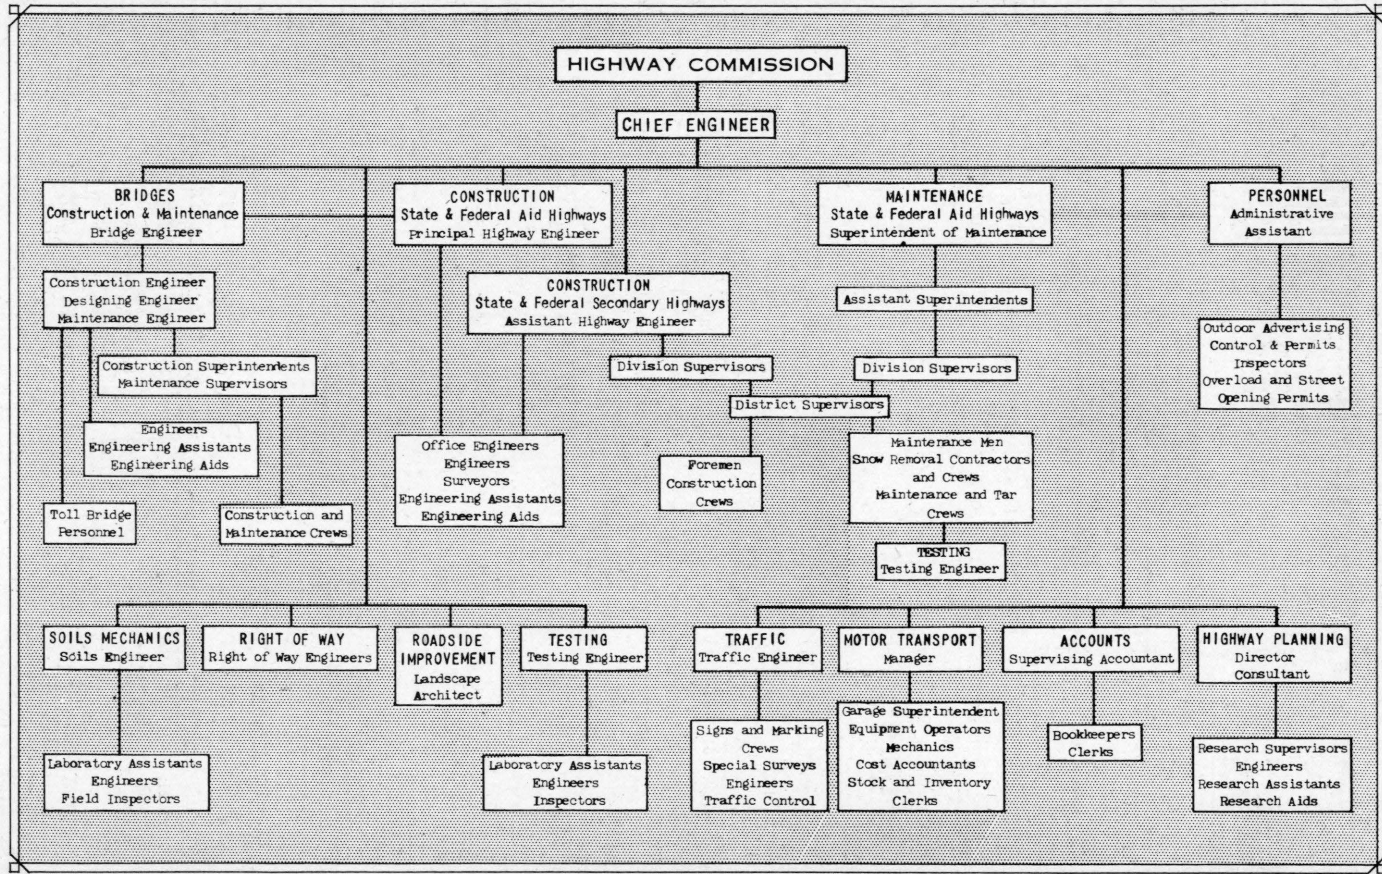 HIGHWAY COMMISSION
CHIEF ENGINEER
BRIDGES
Construction & Maintenance
Bridge Engineer
CONSTRUCTION
State & Federal Aid Highways
Principal Highway Engineer
MAINTENANCE
State & Federal Aid Highways
Superintendent of Maintenance
PERSONNEL
Administrative
Assistant
Construction Engineer
Designing Engineer
Maintenance Engineer
CONSTRUCTION
State & Federal Secondary Highways
Assistant Highway Engineer
Assistant Superintendents
Outdoor Advertising
Control & Permits
Inspectors
Overload and Street
Opening Permits
Construction Superintendents
Maintenance Supervisors
Division Supervisors
Division Supervisors
District Supervisors
Engineers
Engineering Assistants
Engineering Aids
Office Engineers
Engineers
Surveyors
Engineering Assistants
Engineering Aids
Foremen
Construction
Crews
Maintenance Men
Snow Removal Contractors
and Crews
Maintenance and Tar
Crews
Toll Bridge
Personnel
Construction and
Maintenance Crews
TESTING
Testing Engineer
SOILS MECHANICS
Soils Engineer
RIGHT OF WAY
Right of Way Engineers
ROADSIDE
IMPROVEMENT
Landscape
Architect
TESTING
Testing Engineer
TRAFFIC
Traffic Engineer
MOTOR TRANSPORT
Manager
ACCOUNTS
Supervising Accountant
HIGHWAY PLANNING
Director
Consultant
Laboratory Assistants
Engineers
Field Inspectors
Laboratory Assistants
Engineers
Inspectors
Signs and Marking
Crews
Special Surveys
Engineers
Traffic Control
Garage Superintendent
Equipment Operators
Mechanics
Cost Accountants
Stock and Inventory
Clerks
Bookkeepers
Clerks
Research Supervisors
Engineers
Research Assistants
Research Aids